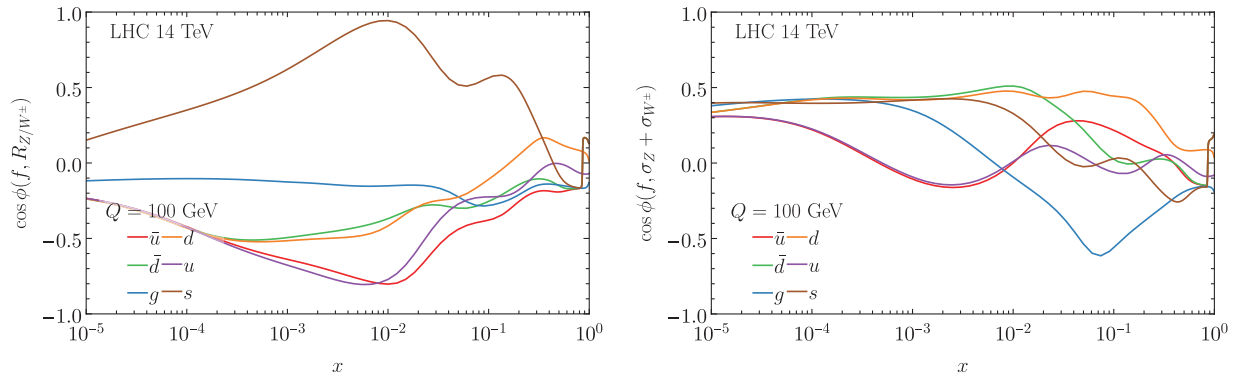 LHC 14 TeV
cos ϕ(f, R_{Z/W^±})
1.0
0.5
0.0
−0.5
−1.0
Q = 100 GeV
ū d
d̄ u
g s
10^{-5} 10^{-4} 10^{-3} 10^{-2} 10^{-1} 10^{0}
x
LHC 14 TeV
cos ϕ(f, σ_Z + σ_{W^±})
1.0
0.5
0.0
−0.5
−1.0
Q = 100 GeV
ū d
d̄ u
g s
10^{-5} 10^{-4} 10^{-3} 10^{-2} 10^{-1} 10^{0}
x